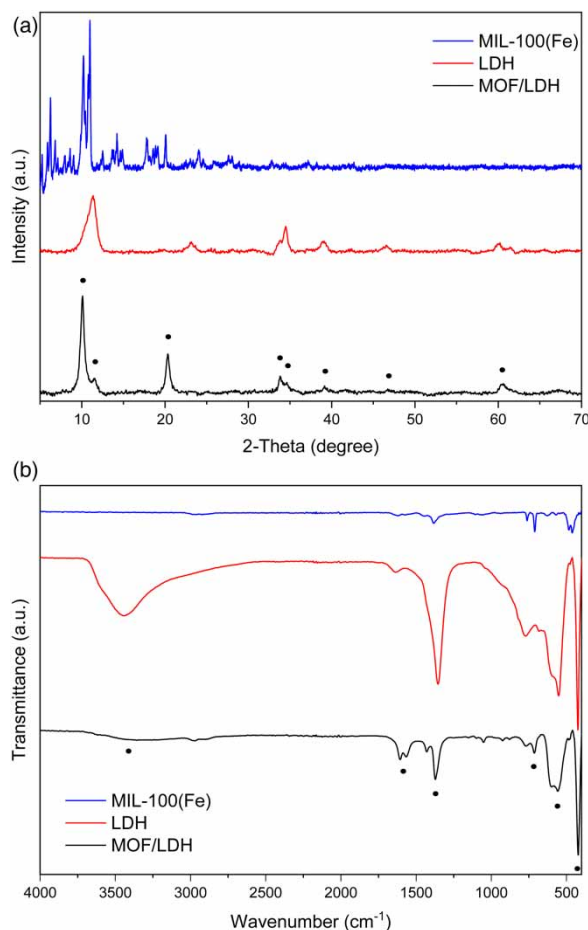 (a)
MIL-100(Fe)
LDH
MOF/LDH
Intensity (a.u.)
10 20 30 40 50 60 70
2-Theta (degree)
(b)
Transmittance (a.u.)
MIL-100(Fe)
LDH
MOF/LDH
4000 3500 3000 2500 2000 1500 1000 500
Wavenumber (cm⁻¹)